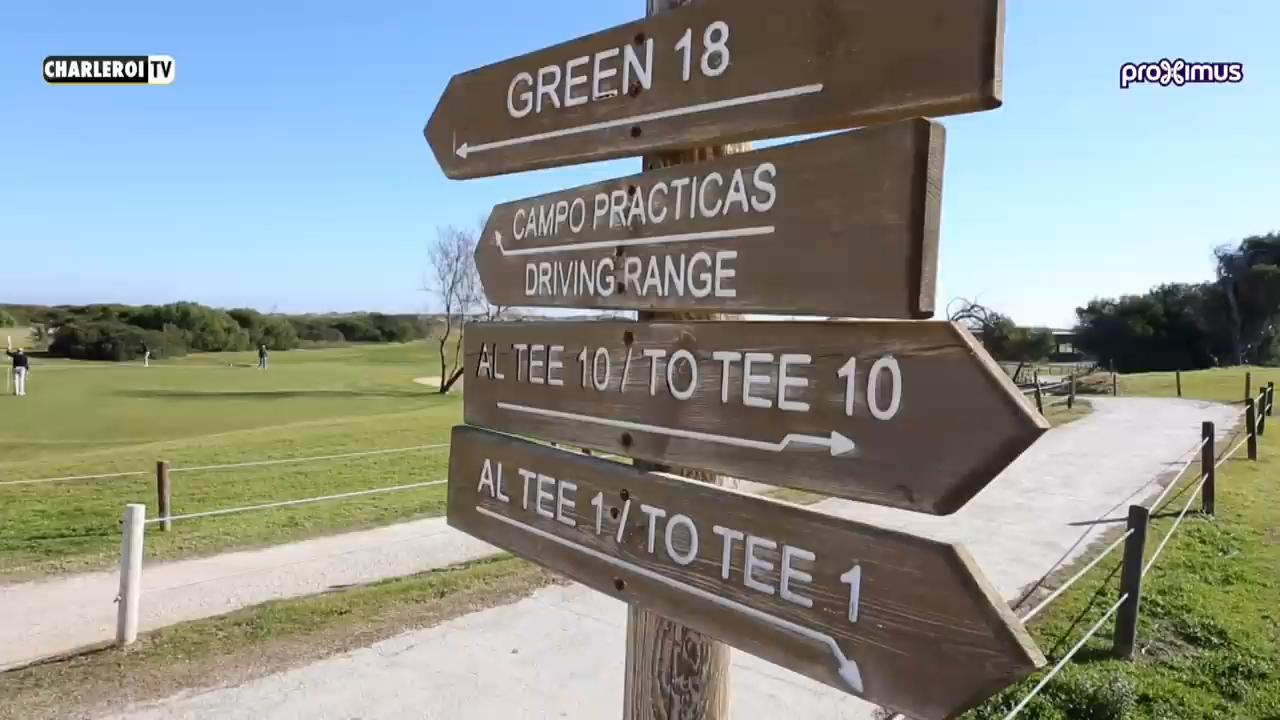 CHARLEROI TV
proximus
GREEN 18
CAMPO PRACTICAS
DRIVING RANGE
AL TEE 10 / TO TEE 10
AL TEE 1 / TO TEE 1